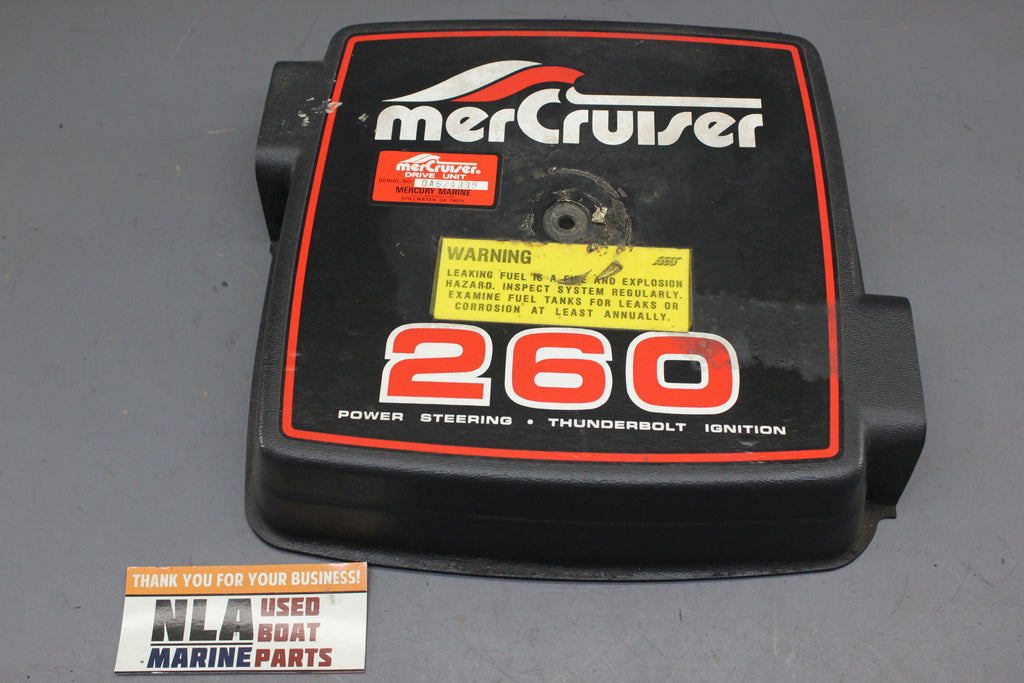 merCruiser
merCruiser®
DRIVE UNIT
SERIAL NO. 0A624339
MERCURY MARINE
STILLWATER, OK 74074
WARNING
LEAKING FUEL IS A FIRE AND EXPLOSION
HAZARD. INSPECT SYSTEM REGULARLY.
EXAMINE FUEL TANKS FOR LEAKS OR
CORROSION AT LEAST ANNUALLY.
260
POWER STEERING • THUNDERBOLT IGNITION
THANK YOU FOR YOUR BUSINESS!
NLA USED
BOAT
MARINE PARTS